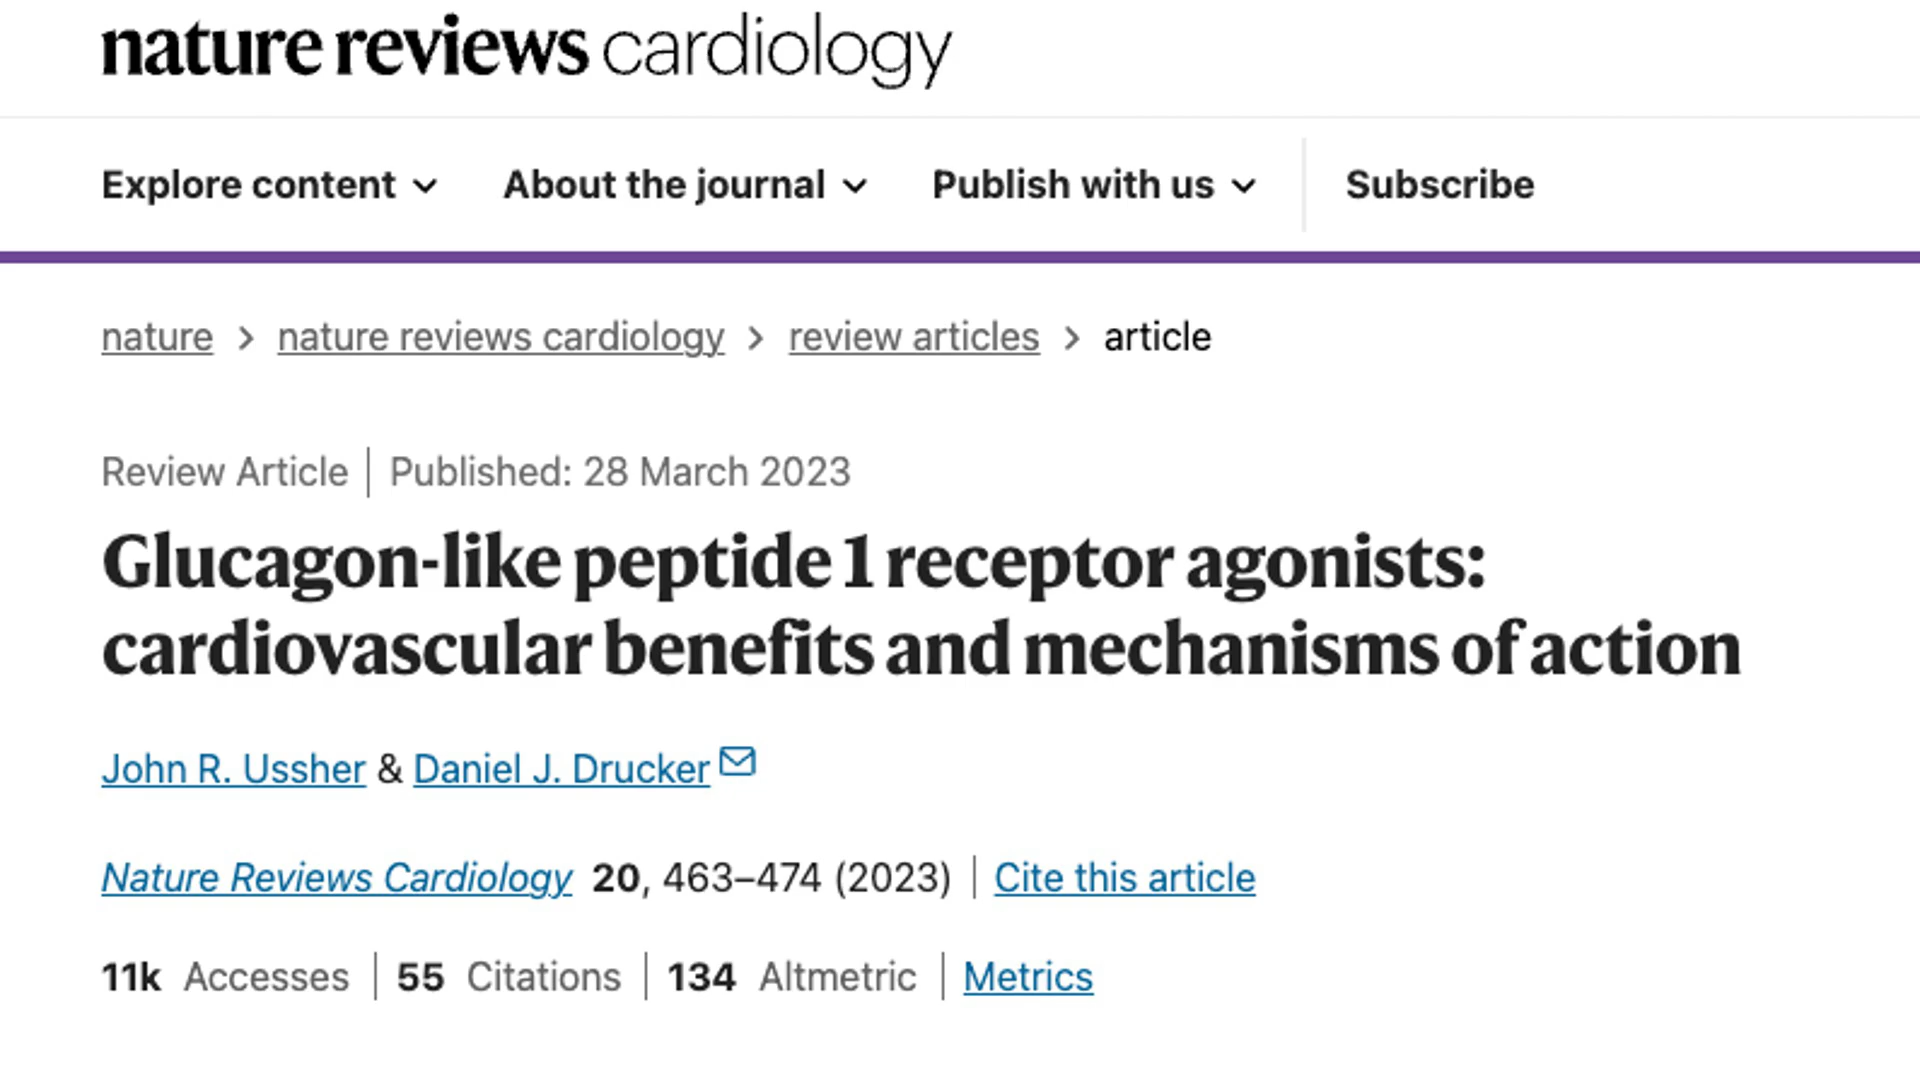 nature reviews cardiology
Explore content About the journal Publish with us Subscribe
nature > nature reviews cardiology > review articles > article
Review Article | Published: 28 March 2023
Glucagon-like peptide 1 receptor agonists:
cardiovascular benefits and mechanisms of action
John R. Ussher & Daniel J. Drucker
Nature Reviews Cardiology 20, 463–474 (2023) | Cite this article
11k Accesses | 55 Citations | 134 Altmetric | Metrics